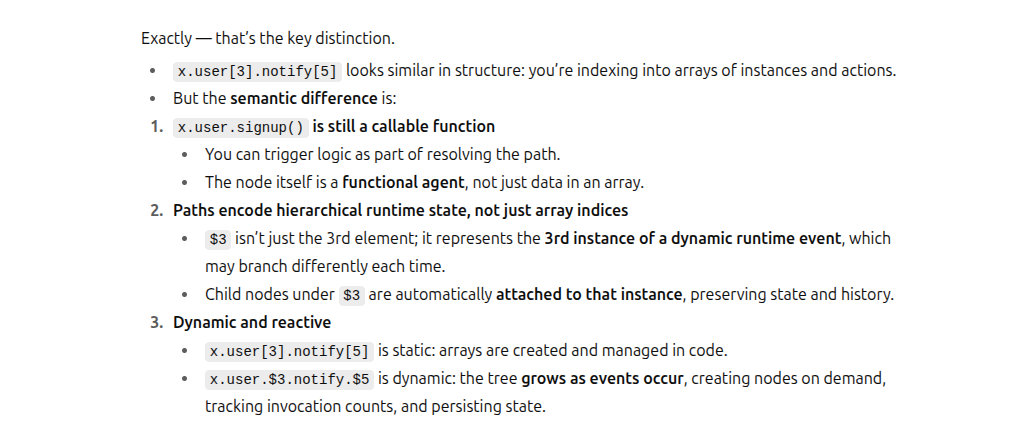 Exactly — that's the key distinction.
• x.user[3].notify[5] looks similar in structure: you're indexing into arrays of instances and actions.
• But the semantic difference is:
1. x.user.signup() is still a callable function
• You can trigger logic as part of resolving the path.
• The node itself is a functional agent, not just data in an array.
2. Paths encode hierarchical runtime state, not just array indices
• $3 isn't just the 3rd element; it represents the 3rd instance of a dynamic runtime event, which
may branch differently each time.
• Child nodes under $3 are automatically attached to that instance, preserving state and history.
3. Dynamic and reactive
• x.user[3].notify[5] is static: arrays are created and managed in code.
• x.user.$3.notify.$5 is dynamic: the tree grows as events occur, creating nodes on demand,
tracking invocation counts, and persisting state.